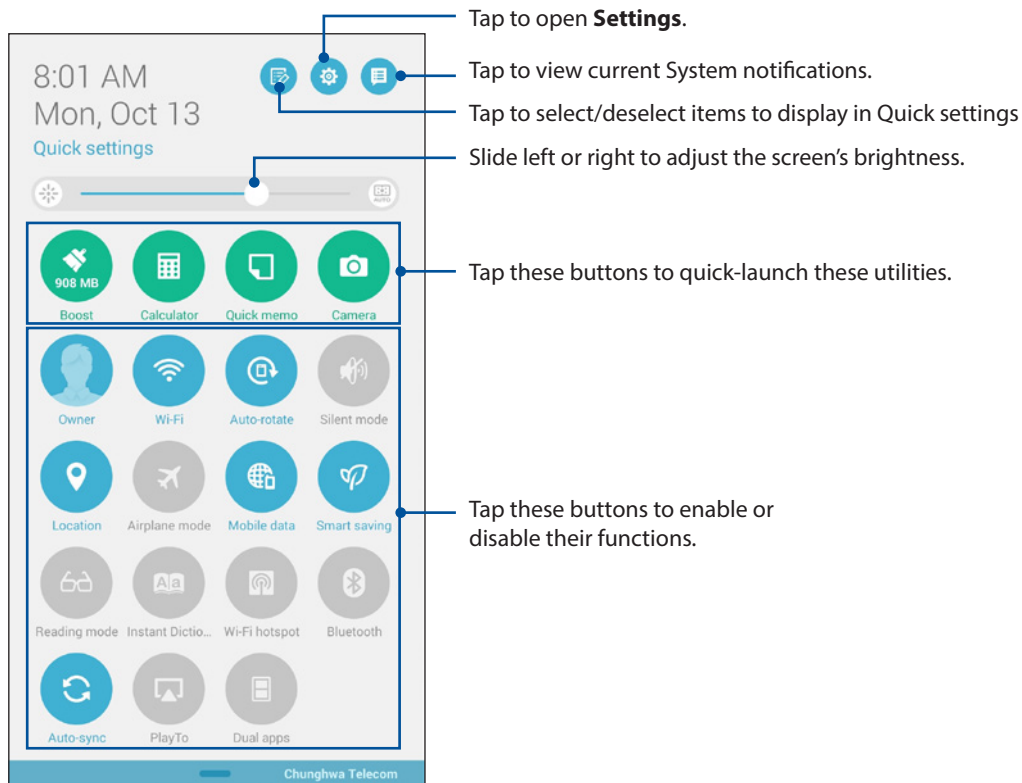 Tap to open Settings.
8:01 AM
Mon, Oct 13
Quick settings
Tap to view current System notifications.
Tap to select/deselect items to display in Quick settings
Slide left or right to adjust the screen's brightness.
AUTO
908 MB
Boost Calculator Quick memo Camera
Tap these buttons to quick-launch these utilities.
Owner Wi-Fi Auto-rotate Silent mode
Location Airplane mode Mobile data Smart saving
Tap these buttons to enable or
disable their functions.
Aa
Reading mode Instant Dictio... Wi-Fi hotspot Bluetooth
Auto-sync PlayTo Dual apps
Chunghwa Telecom